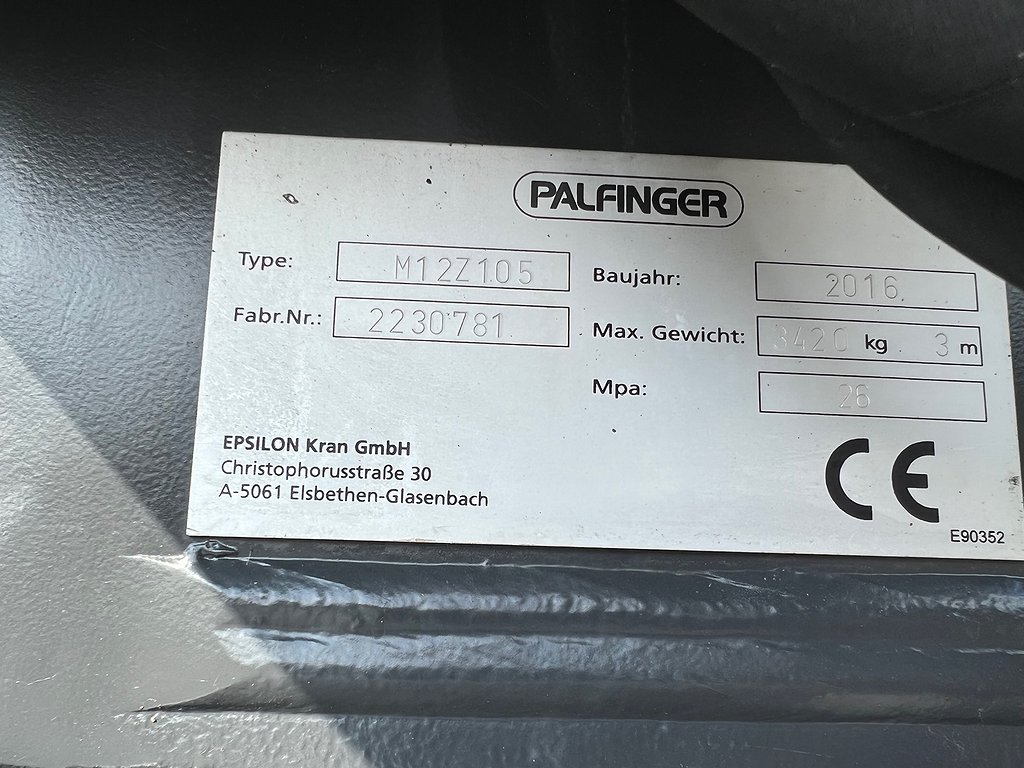 PALFINGER
Type: M12Z105
Baujahr: 2016
Fabr.Nr.: 2230781
Max. Gewicht: 3420 kg 3 m
Mpa: 26
EPSILON Kran GmbH
Christophorusstraße 30
A-5061 Elsbethen-Glasenbach
CE
E90352